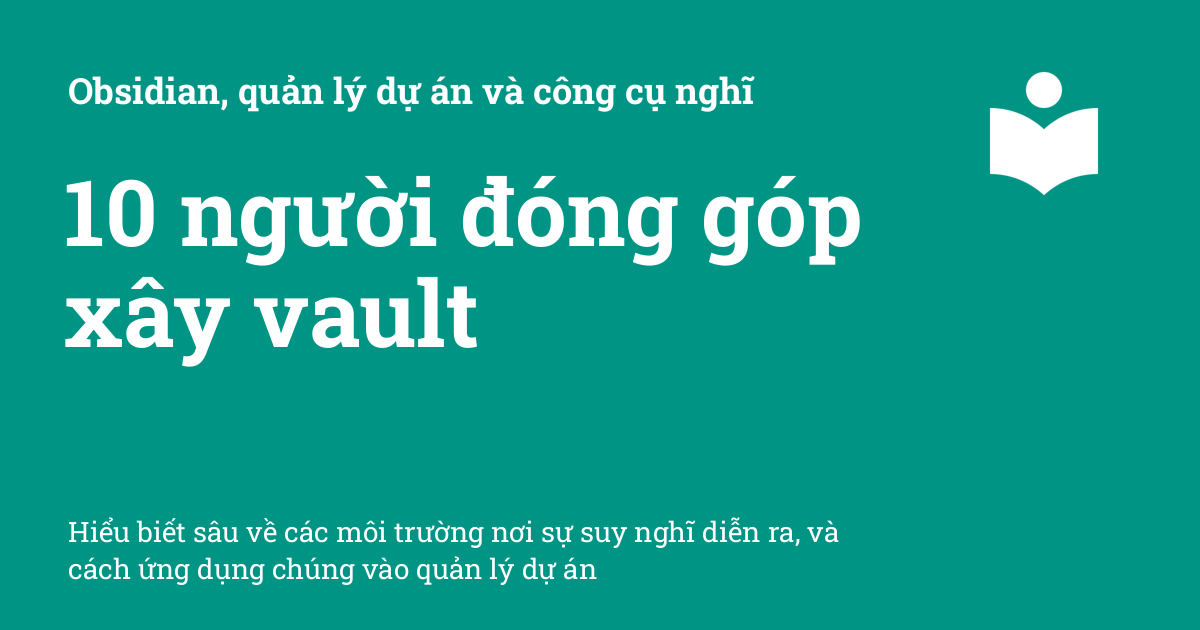 Obsidian, quản lý dự án và công cụ nghĩ
10 người đóng góp
xây vault
Hiểu biết sâu về các môi trường nơi sự suy nghĩ diễn ra, và
cách ứng dụng chúng vào quản lý dự án